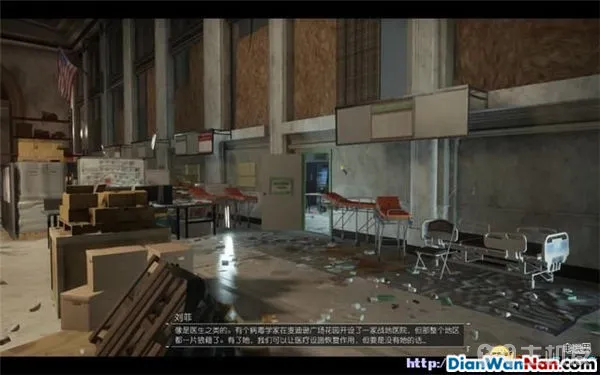 DianWanNan.com
刘菲
像是医生之类的。有个病毒学家在麦迪逊广场花园开设了一家战地医院，但那整个地区
都一片狼藉了。有了她，我们可以让医疗设施恢复作用，但要是没有她的话...
DianWanNan.com